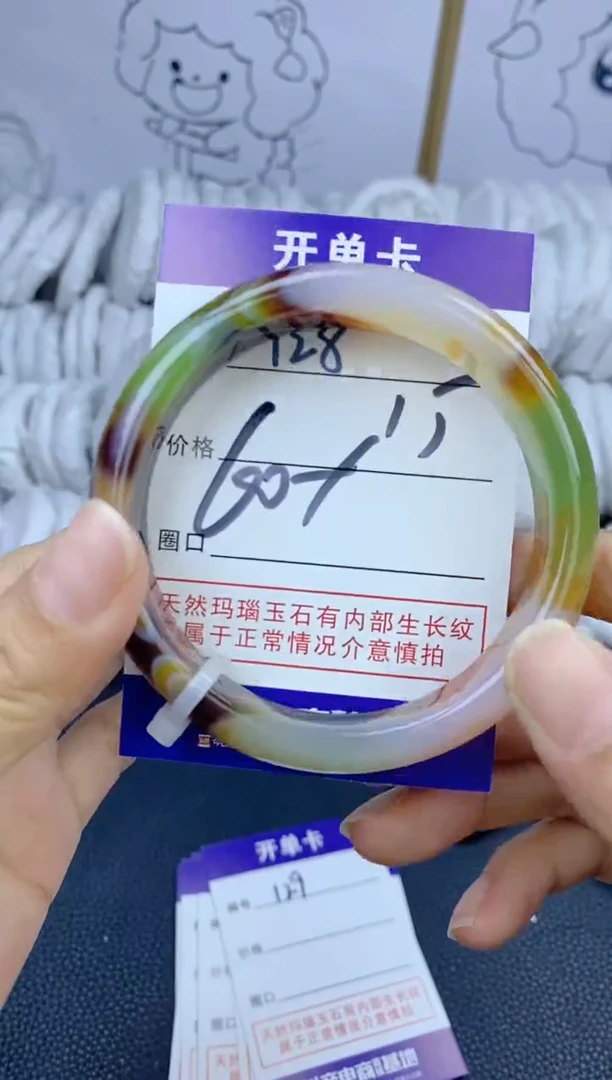 开单卡
128
价格
圈口
天然玛瑙玉石有内部生长纹
属于正常情况介意慎拍
开单卡
编号 129
价格
圈口
天然玛瑙玉石有内部生长纹
属于正常情况介意慎拍